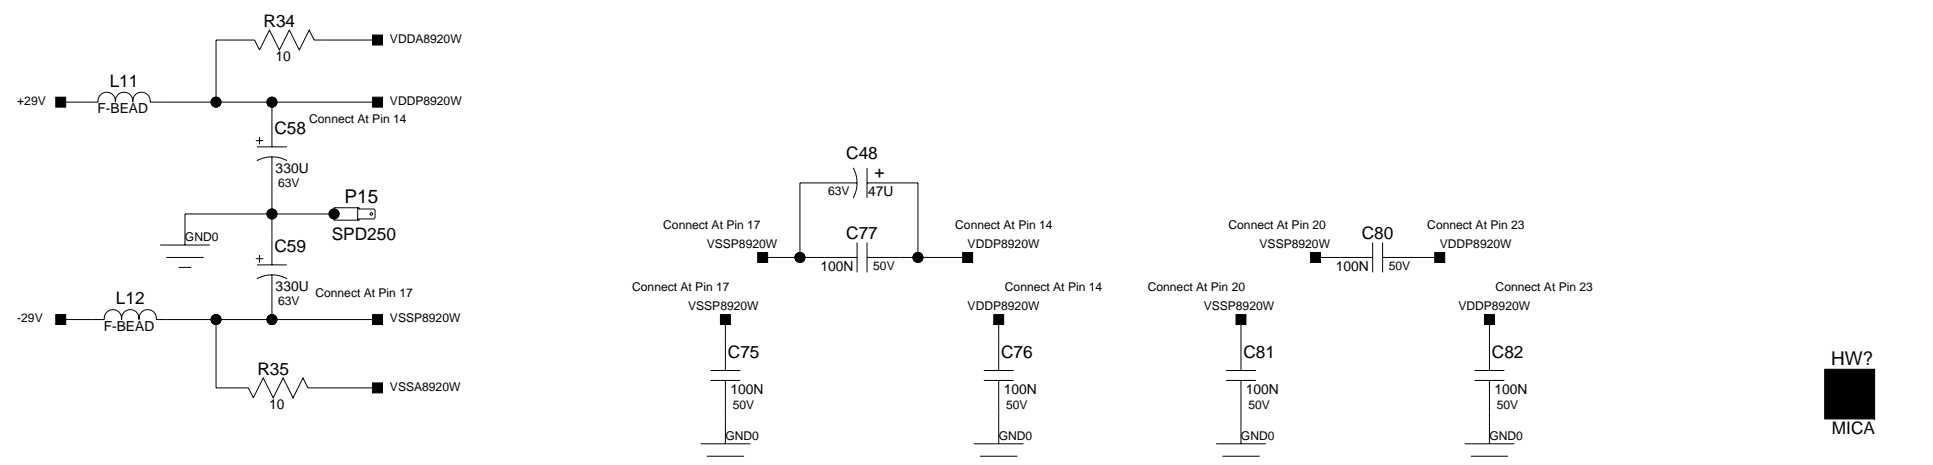 R34
10
VDDA8920W
L11
+29V
F-BEAD
VDDP8920W
Connect At Pin 14
C58
+
330U
63V
P15
SPD250
GND0
C59
+
330U
63V
Connect At Pin 17
L12
-29V
F-BEAD
VSSP8920W
R35
10
VSSA8920W
C48
+
63V
47U
Connect At Pin 17
VSSP8920W
C77
100N
50V
Connect At Pin 14
VDDP8920W
Connect At Pin 20
VSSP8920W
C80
100N
50V
Connect At Pin 23
VDDP8920W
Connect At Pin 17
VSSP8920W
C75
100N
50V
GND0
Connect At Pin 14
VDDP8920W
C76
100N
50V
GND0
Connect At Pin 20
VSSP8920W
C81
100N
50V
GND0
Connect At Pin 23
VDDP8920W
C82
100N
50V
GND0
HW?
MICA